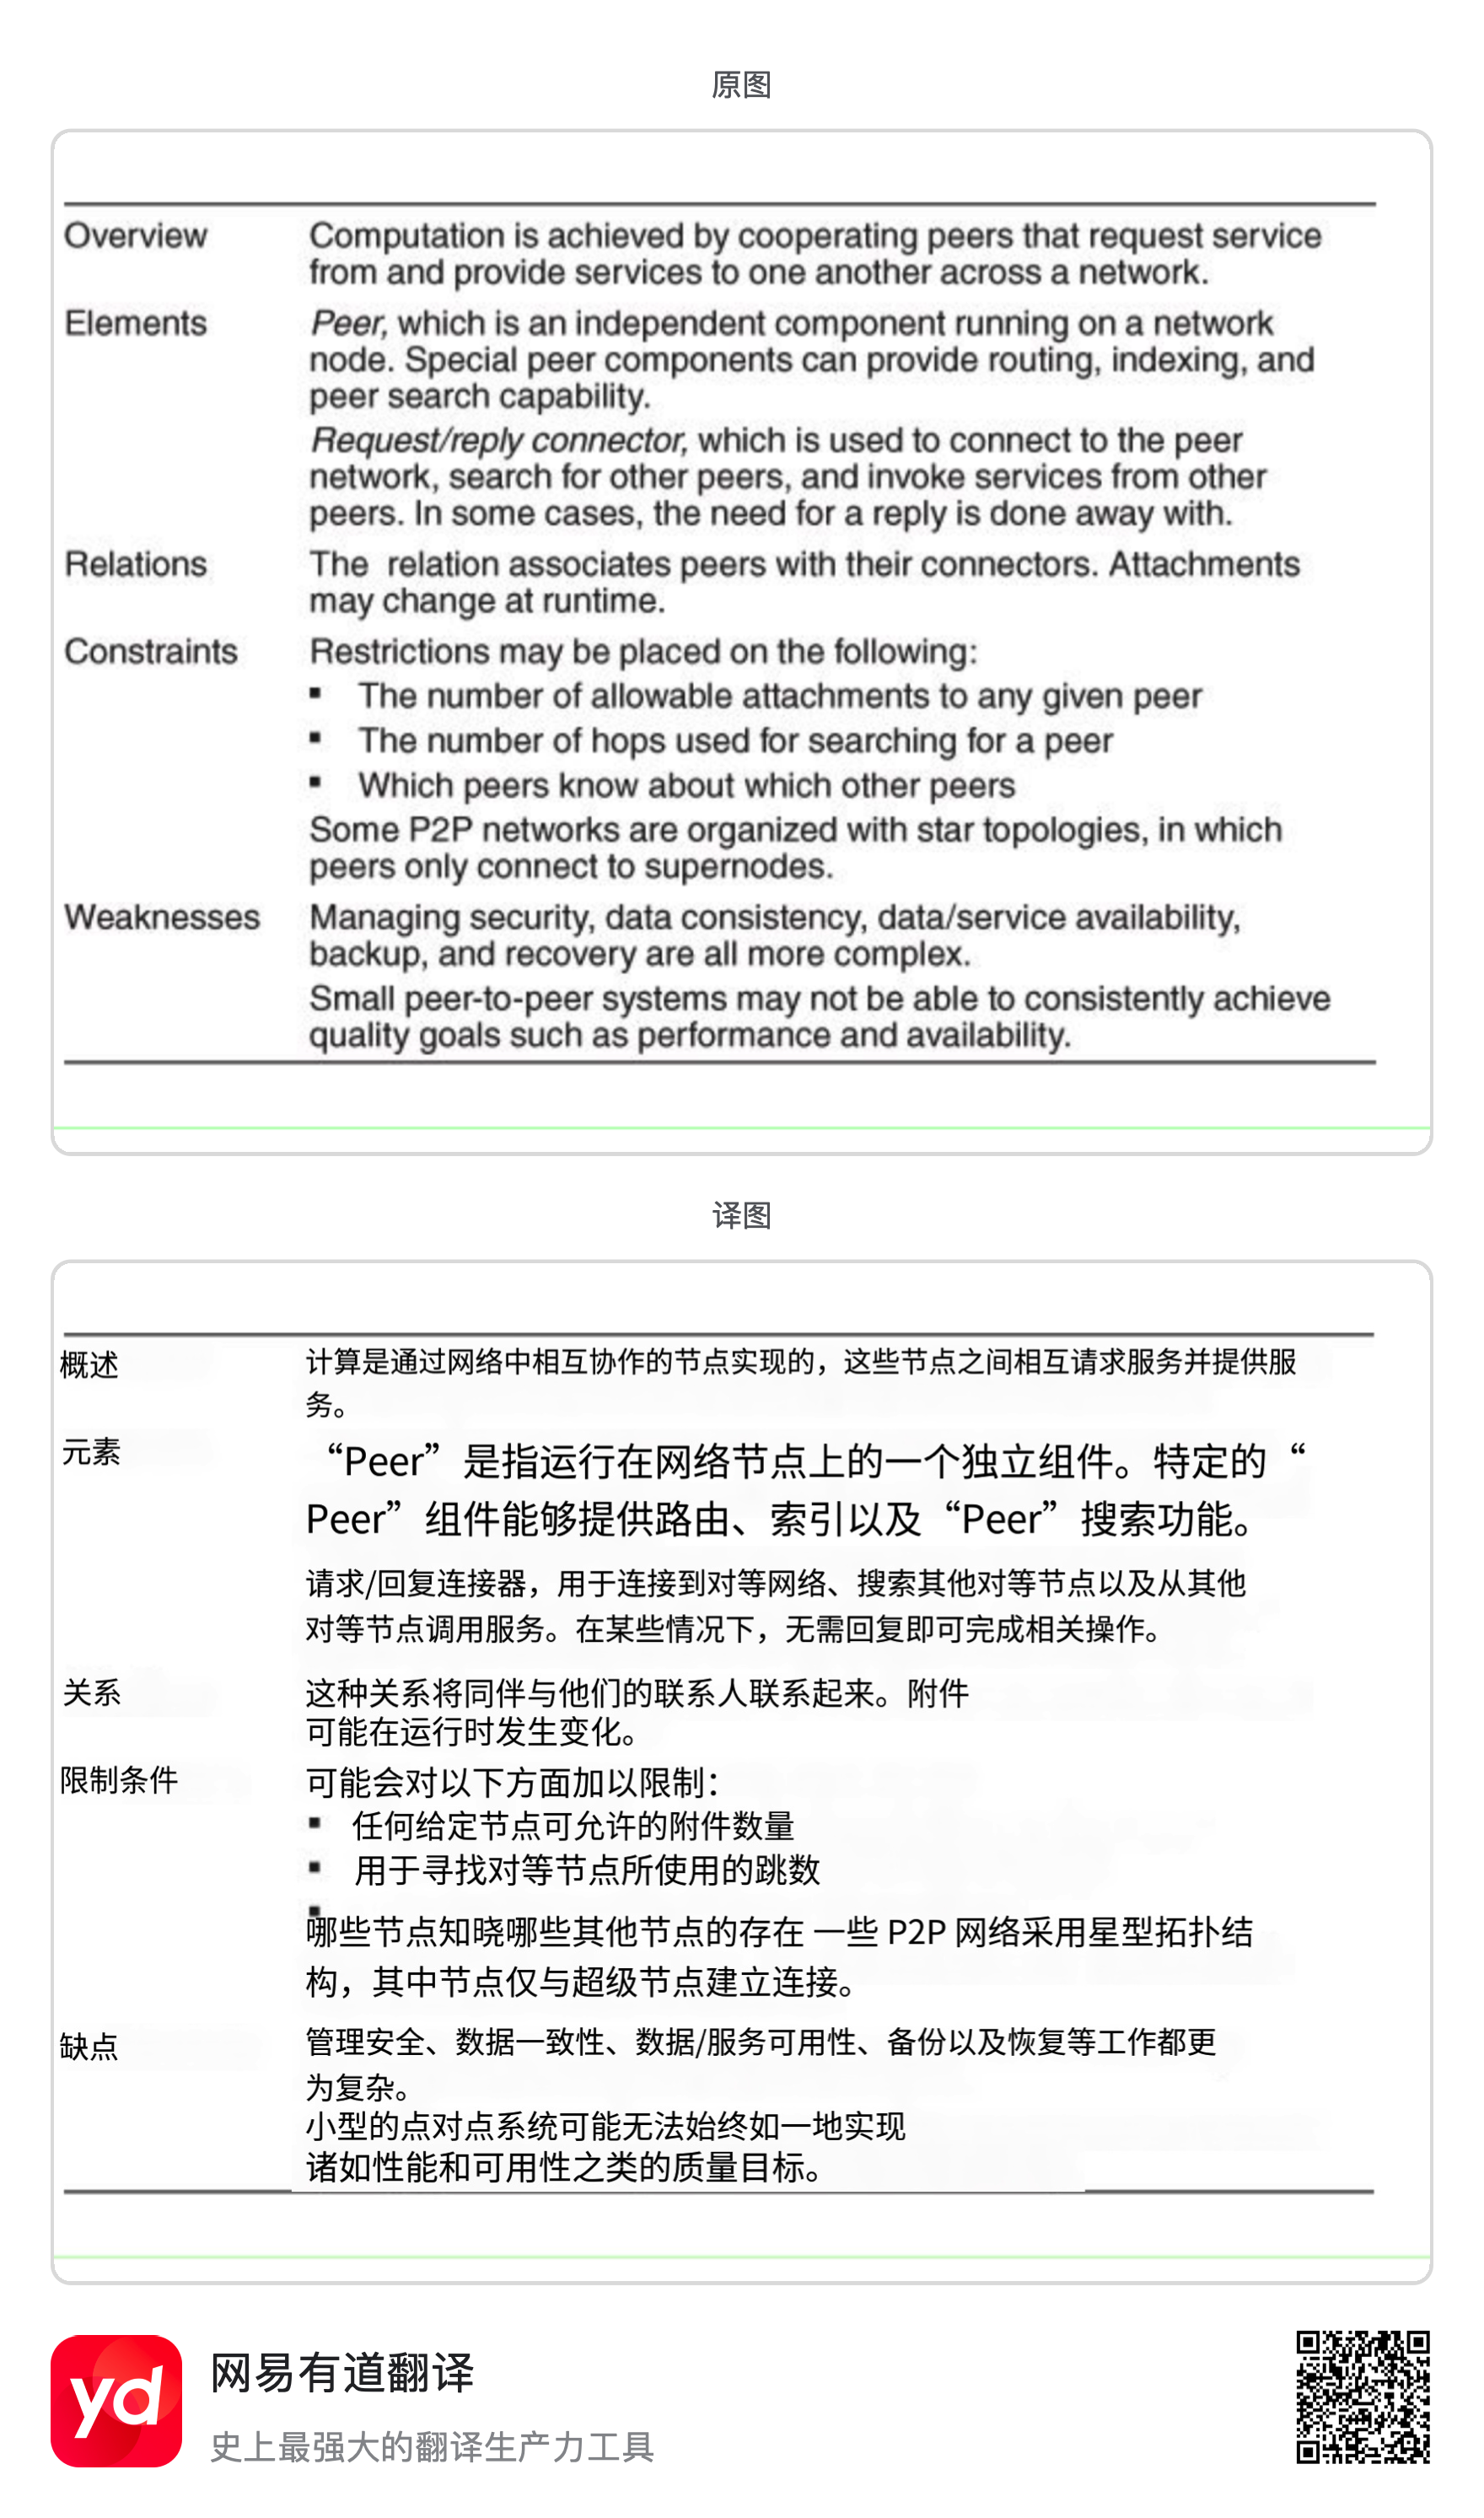 原图
Overview
Computation is achieved by cooperating peers that request service
from and provide services to one another across a network.
Elements
Peer, which is an independent component running on a network
node. Special peer components can provide routing, indexing, and
peer search capability.
Request/reply connector, which is used to connect to the peer
network, search for other peers, and invoke services from other
peers. In some cases, the need for a reply is done away with.
Relations
The relation associates peers with their connectors. Attachments
may change at runtime.
Constraints
Restrictions may be placed on the following:
▪ The number of allowable attachments to any given peer
▪ The number of hops used for searching for a peer
▪ Which peers know about which other peers
Some P2P networks are organized with star topologies, in which
peers only connect to supernodes.
Weaknesses
Managing security, data consistency, data/service availability,
backup, and recovery are all more complex.
Small peer-to-peer systems may not be able to consistently achieve
quality goals such as performance and availability.
译图
概述
计算是通过网络中相互协作的节点实现的，这些节点之间相互请求服务并提供服
务。
元素
“Peer”是指运行在网络节点上的一个独立组件。特定的“
Peer”组件能够提供路由、索引以及“Peer”搜索功能。
请求/回复连接器，用于连接到对等网络、搜索其他对等节点以及从其他
对等节点调用服务。在某些情况下，无需回复即可完成相关操作。
关系
这种关系将同伴与他们的联系人联系起来。附件
可能在运行时发生变化。
限制条件
可能会对以下方面加以限制：
▪ 任何给定节点可允许的附件数量
▪ 用于寻找对等节点所使用的跳数
▪
哪些节点知晓哪些其他节点的存在 一些 P2P 网络采用星型拓扑结
构，其中节点仅与超级节点建立连接。
缺点
管理安全、数据一致性、数据/服务可用性、备份以及恢复等工作都更
为复杂。
小型的点对点系统可能无法始终如一地实现
诸如性能和可用性之类的质量目标。
yd
网易有道翻译
史上最强大的翻译生产力工具